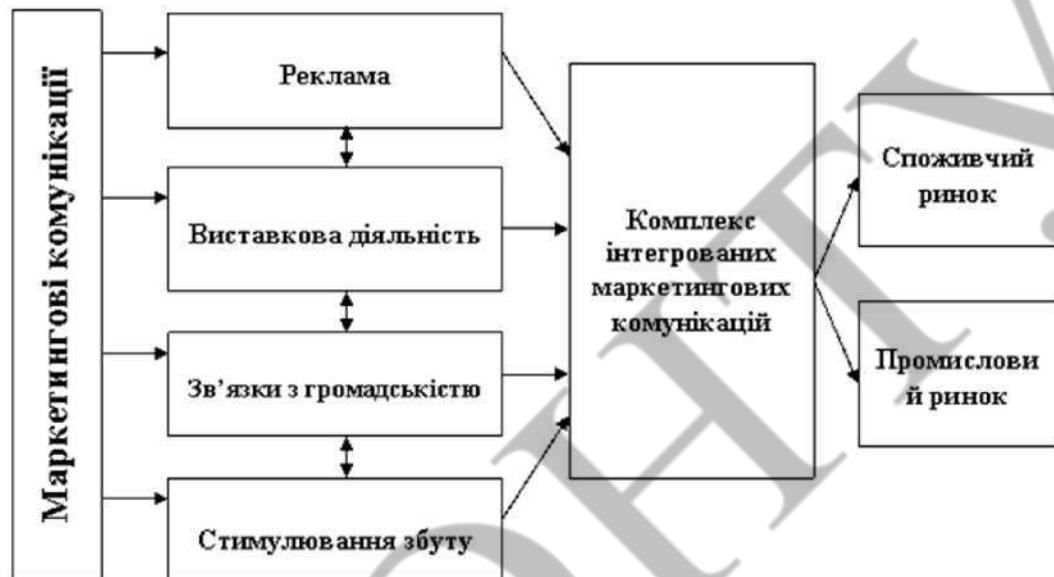 Маркетингові комунікації
Реклама
Виставкова діяльність
Зв’язки з громадськістю
Стимулювання збуту
Комплекс
інтегрованих
маркетингових
комунікацій
Споживчий
ринок
Промислови
й ринок